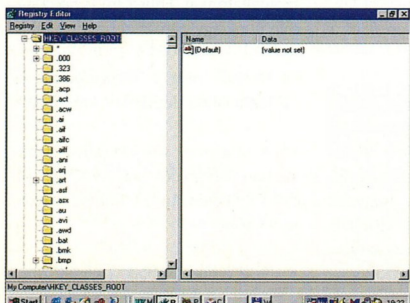 Registry Editor
Registry Edit View Help
HKEY_CLASSES_ROOT
*
.000
.323
.386
.acp
.act
.acw
.ai
.aif
.aifc
.aiff
.ani
.arj
.art
.asf
.asx
.au
.avi
.awd
.bat
.bmk
.bmp
Name Data
(Default) (value not set)
My Computer\HKEY_CLASSES_ROOT
Start